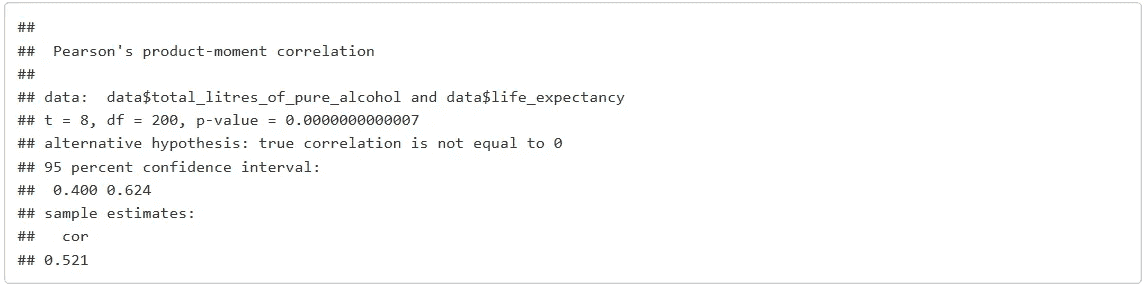 ##
##  Pearson's product-moment correlation
##
## data:  data$total_litres_of_pure_alcohol and data$life_expectancy
## t = 8, df = 200, p-value = 0.0000000000007
## alternative hypothesis: true correlation is not equal to 0
## 95 percent confidence interval:
##  0.400 0.624
## sample estimates:
##   cor
## 0.521